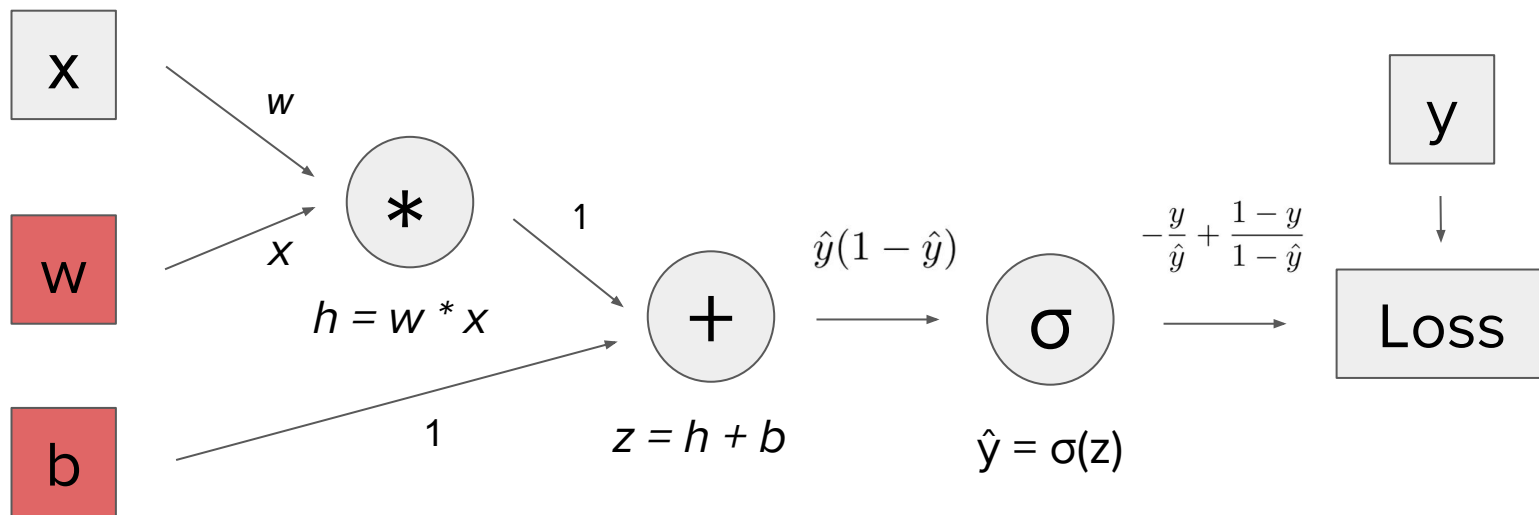 x
w
*
1
y
w
x
h = w * x
+
ŷ(1 − ŷ)
σ
−y/ŷ + (1 − y)/(1 − ŷ)
Loss
b
1
z = h + b
ŷ = σ(z)